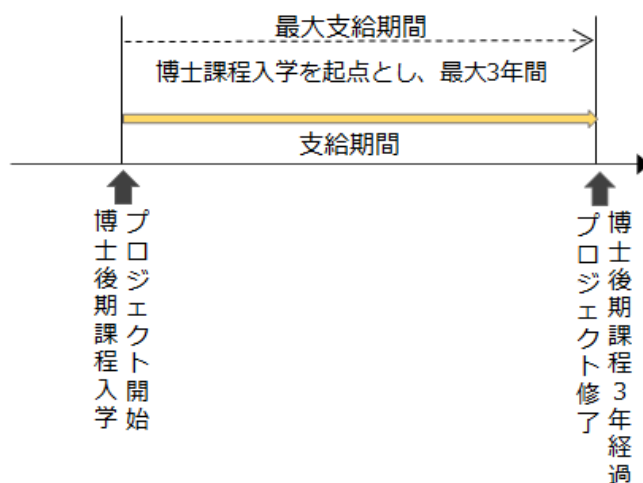 最大支給期間
博士課程入学を起点とし、最大3年間
支給期間
プロジェクト開始
博士後期課程入学
博士後期課程3年経過
プロジェクト修了